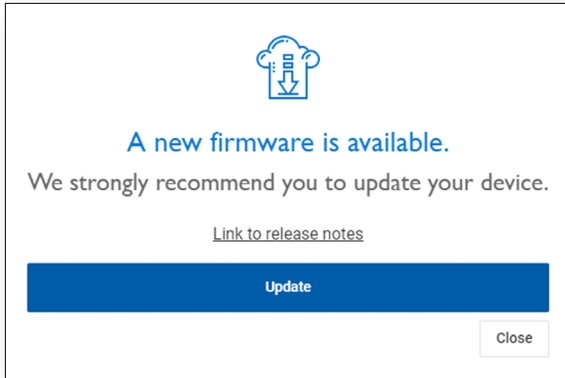 A new firmware is available.
We strongly recommend you to update your device.
Link to release notes
Update
Close